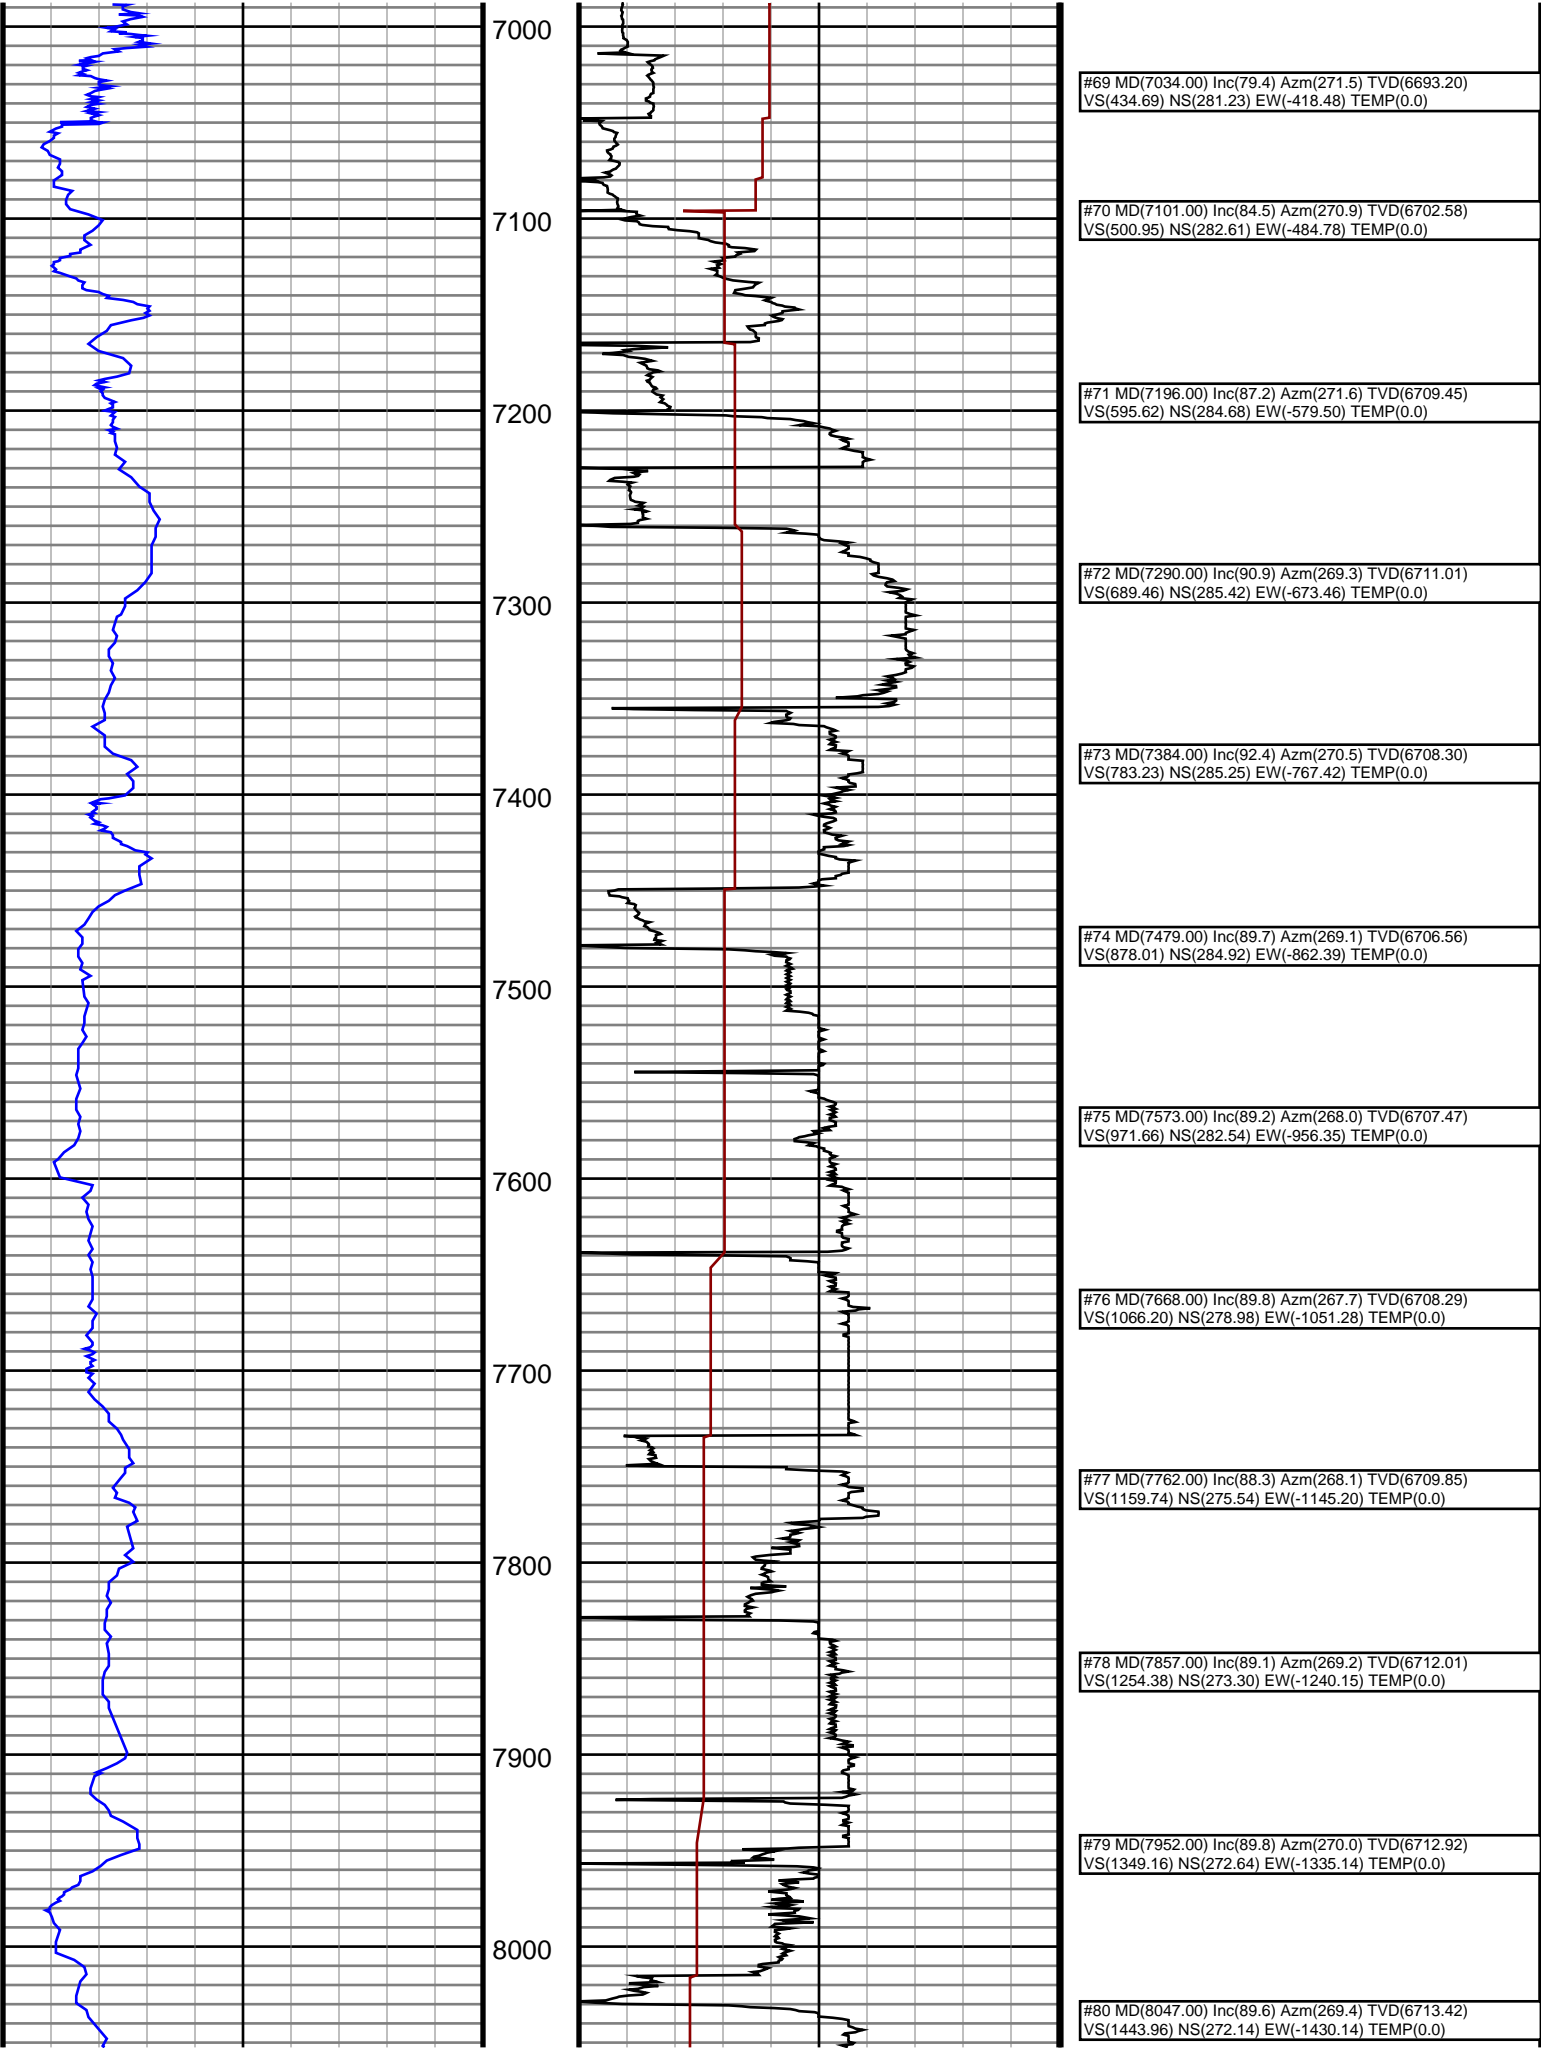 7000
#69 MD(7034.00) Inc(79.4) Azm(271.5) TVD(6693.20)
VS(434.69) NS(281.23) EW(-418.48) TEMP(0.0)
7100
#70 MD(7101.00) Inc(84.5) Azm(270.9) TVD(6702.58)
VS(500.95) NS(282.61) EW(-484.78) TEMP(0.0)
#71 MD(7196.00) Inc(87.2) Azm(271.6) TVD(6709.45)
VS(595.62) NS(284.68) EW(-579.50) TEMP(0.0)
7200
#72 MD(7290.00) Inc(90.9) Azm(269.3) TVD(6711.01)
VS(689.46) NS(285.42) EW(-673.46) TEMP(0.0)
7300
#73 MD(7384.00) Inc(92.4) Azm(270.5) TVD(6708.30)
VS(783.23) NS(285.25) EW(-767.42) TEMP(0.0)
7400
#74 MD(7479.00) Inc(89.7) Azm(269.1) TVD(6706.56)
VS(878.01) NS(284.92) EW(-862.39) TEMP(0.0)
7500
#75 MD(7573.00) Inc(89.2) Azm(268.0) TVD(6707.47)
VS(971.66) NS(282.54) EW(-956.35) TEMP(0.0)
7600
#76 MD(7668.00) Inc(89.8) Azm(267.7) TVD(6708.29)
VS(1066.20) NS(278.98) EW(-1051.28) TEMP(0.0)
7700
#77 MD(7762.00) Inc(88.3) Azm(268.1) TVD(6709.85)
VS(1159.74) NS(275.54) EW(-1145.20) TEMP(0.0)
7800
#78 MD(7857.00) Inc(89.1) Azm(269.2) TVD(6712.01)
VS(1254.38) NS(273.30) EW(-1240.15) TEMP(0.0)
7900
#79 MD(7952.00) Inc(89.8) Azm(270.0) TVD(6712.92)
VS(1349.16) NS(272.64) EW(-1335.14) TEMP(0.0)
8000
#80 MD(8047.00) Inc(89.6) Azm(269.4) TVD(6713.42)
VS(1443.96) NS(272.14) EW(-1430.14) TEMP(0.0)